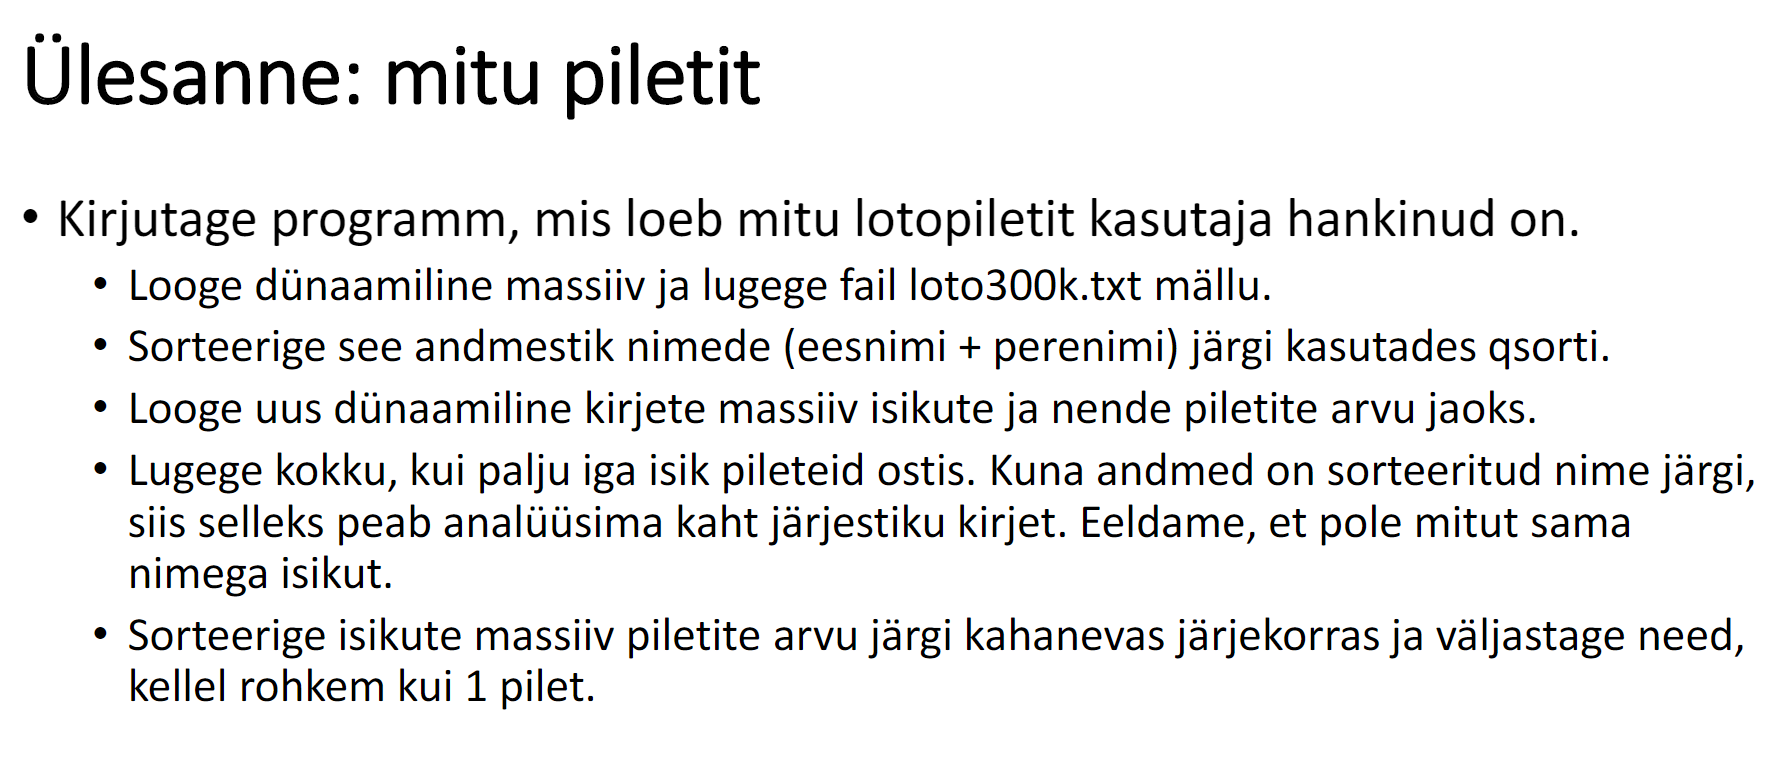 Ülesanne: mitu piletit
• Kirjutage programm, mis loeb mitu lotopiletit kasutaja hankinud on.
• Looge dünaamiline massiiv ja lugege fail loto300k.txt mällu.
• Sorteerige see andmestik nimede (eesnimi + perenimi) järgi kasutades qsorti.
• Looge uus dünaamiline kirjete massiiv isikute ja nende piletite arvu jaoks.
• Lugege kokku, kui palju iga isik pileteid ostis. Kuna andmed on sorteeritud nime järgi,
siis selleks peab analüüsima kaht järjestiku kirjet. Eeldame, et pole mitut sama
nimega isikut.
• Sorteerige isikute massiiv piletite arvu järgi kahanevas järjekorras ja väljastage need,
kellel rohkem kui 1 pilet.